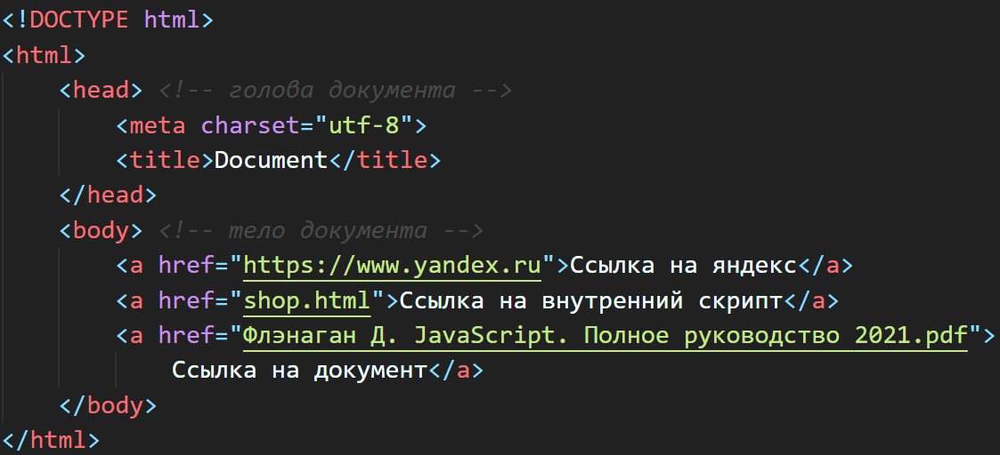 <!DOCTYPE html>
<html>
    <head> <!-- голова документа -->
        <meta charset="utf-8">
        <title>Document</title>
    </head>
    <body> <!-- тело документа -->
        <a href="https://www.yandex.ru">Ссылка на яндекс</a>
        <a href="shop.html">Ссылка на внутренний скрипт</a>
        <a href="Флэнаган Д. JavaScript. Полное руководство 2021.pdf">
            Ссылка на документ</a>
    </body>
</html>